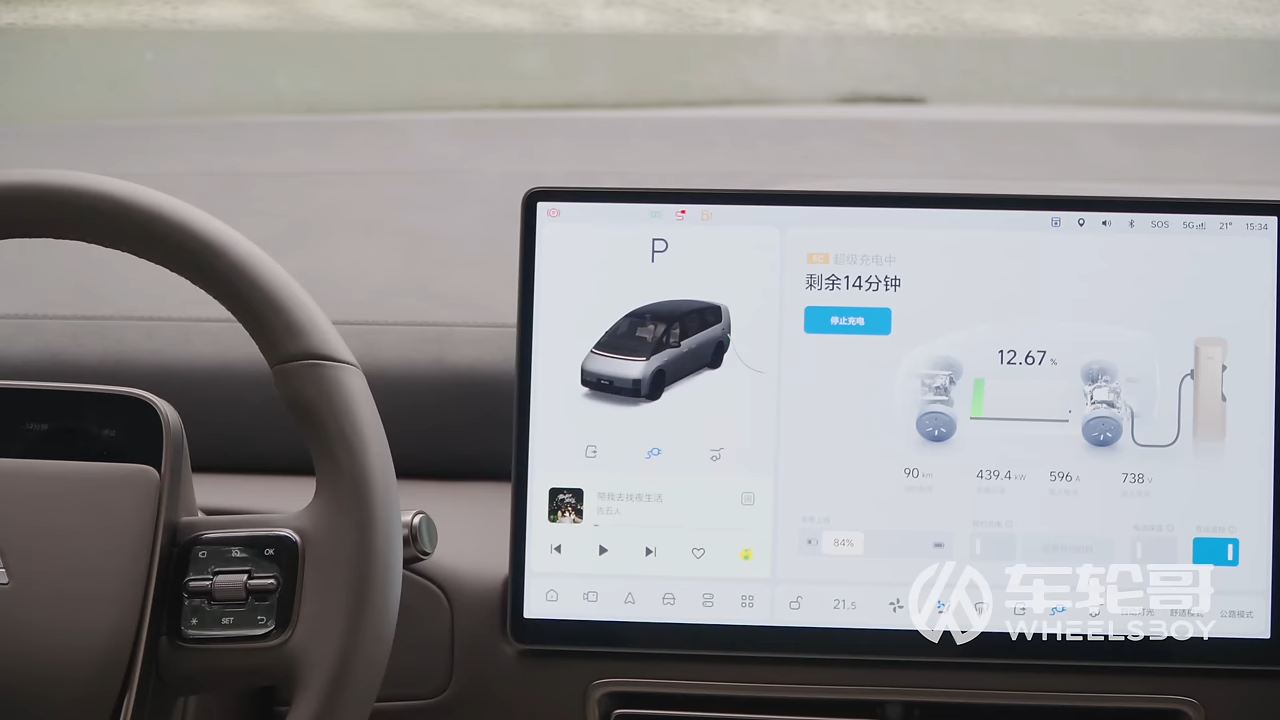 P
陪我去找夜生活
告五人
SOS 5G 21° 15:34
超级充电中
剩余14分钟
停止充电
12.67 %
90 km 439.4 kW 596 A 738 V
84%
21.5
舒适模式 公路模式
OK
SET
车轮哥
WHEELSBOY